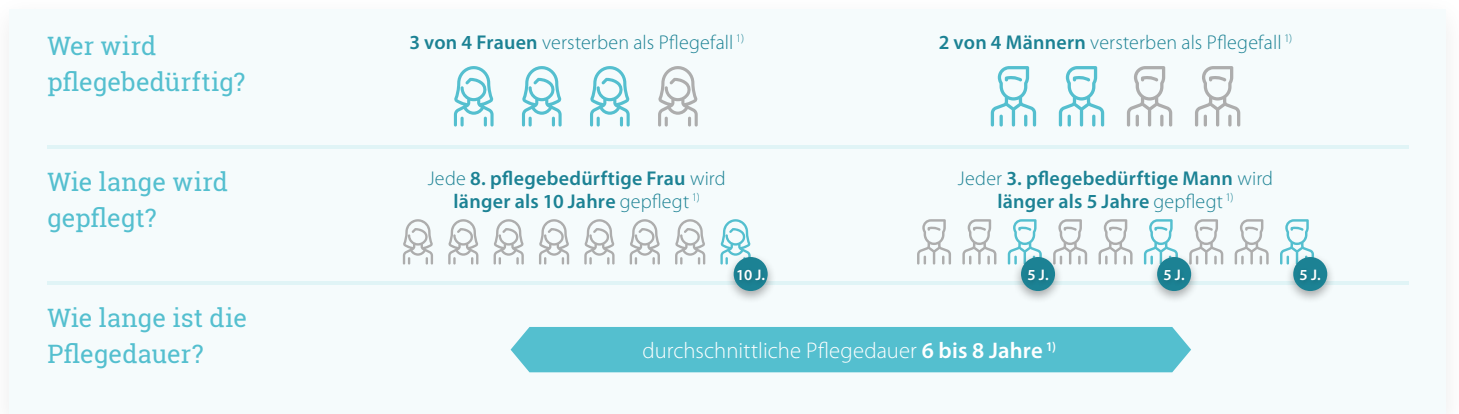 Wer wird
pflegebedürftig?
3 von 4 Frauen versterben als Pflegefall 1)
2 von 4 Männern versterben als Pflegefall 1)
Wie lange wird
gepflegt?
Jede 8. pflegebedürftige Frau wird
länger als 10 Jahre gepflegt 1)
10 J.
Jeder 3. pflegebedürftige Mann wird
länger als 5 Jahre gepflegt 1)
5 J.
5 J.
5 J.
Wie lange ist die
Pflegedauer?
durchschnittliche Pflegedauer 6 bis 8 Jahre 1)